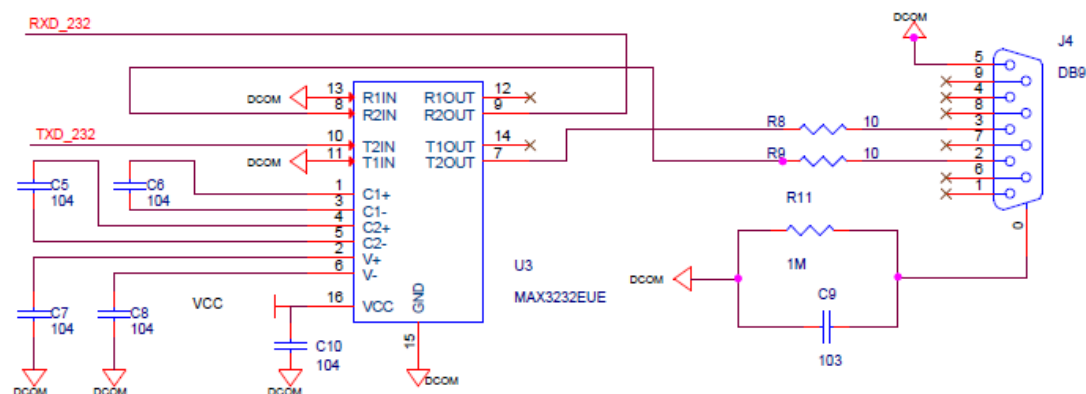 RXD_232
DCOM
J4
DB9
5
9
4
8
3
7
2
6
1
0
DCOM 13 R1IN R1OUT 12
8 R2IN R2OUT 9
TXD_232 10 T2IN T1OUT 14
DCOM 11 T1IN T2OUT 7
R8 10
R9 10
C5
104
C6
104
1 C1+
3 C1-
4 C2+
5 C2-
2 V+
6 V-
R11
1M
DCOM
C9
103
U3
MAX3232EUE
VCC 16 VCC GND
15
C7
104
C8
104
C10
104
DCOM DCOM DCOM DCOM